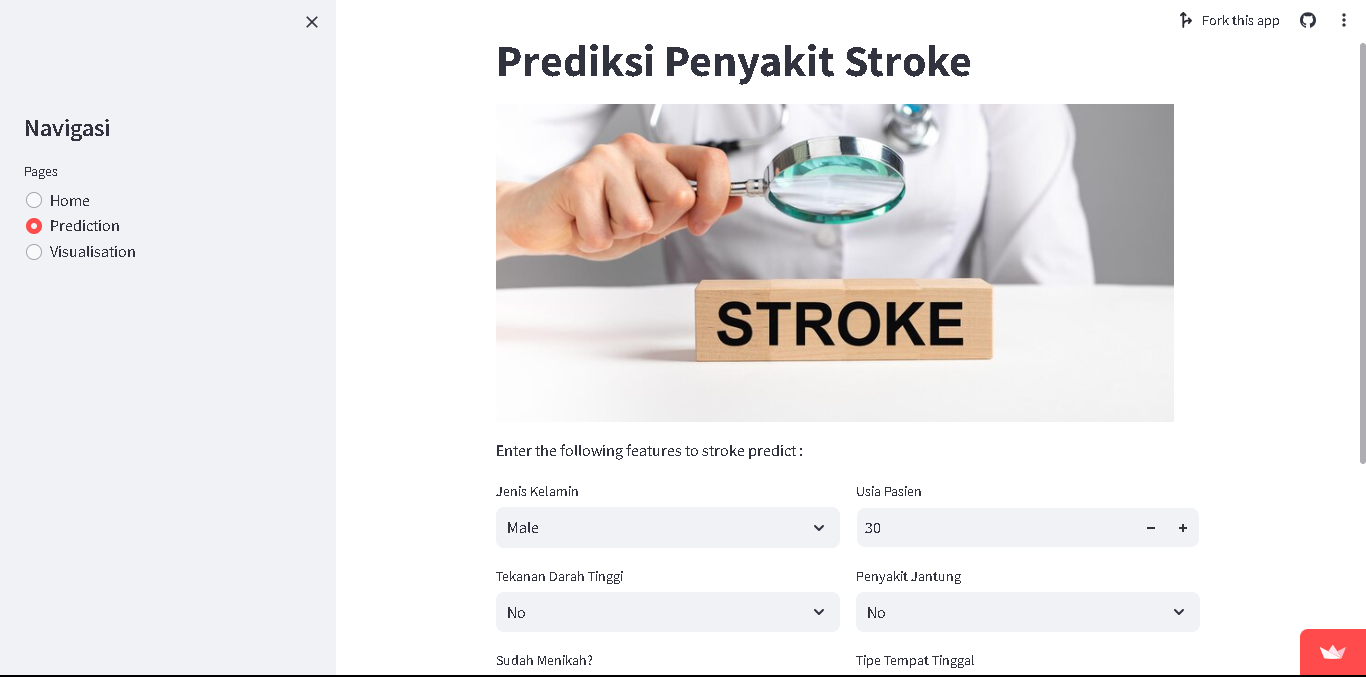 Fork this app
Navigasi
Pages
Home
Prediction
Visualisation
Prediksi Penyakit Stroke
STROKE
Enter the following features to stroke predict :
Jenis Kelamin
Male
Usia Pasien
30
Tekanan Darah Tinggi
No
Penyakit Jantung
No
Sudah Menikah?
Tipe Tempat Tinggal